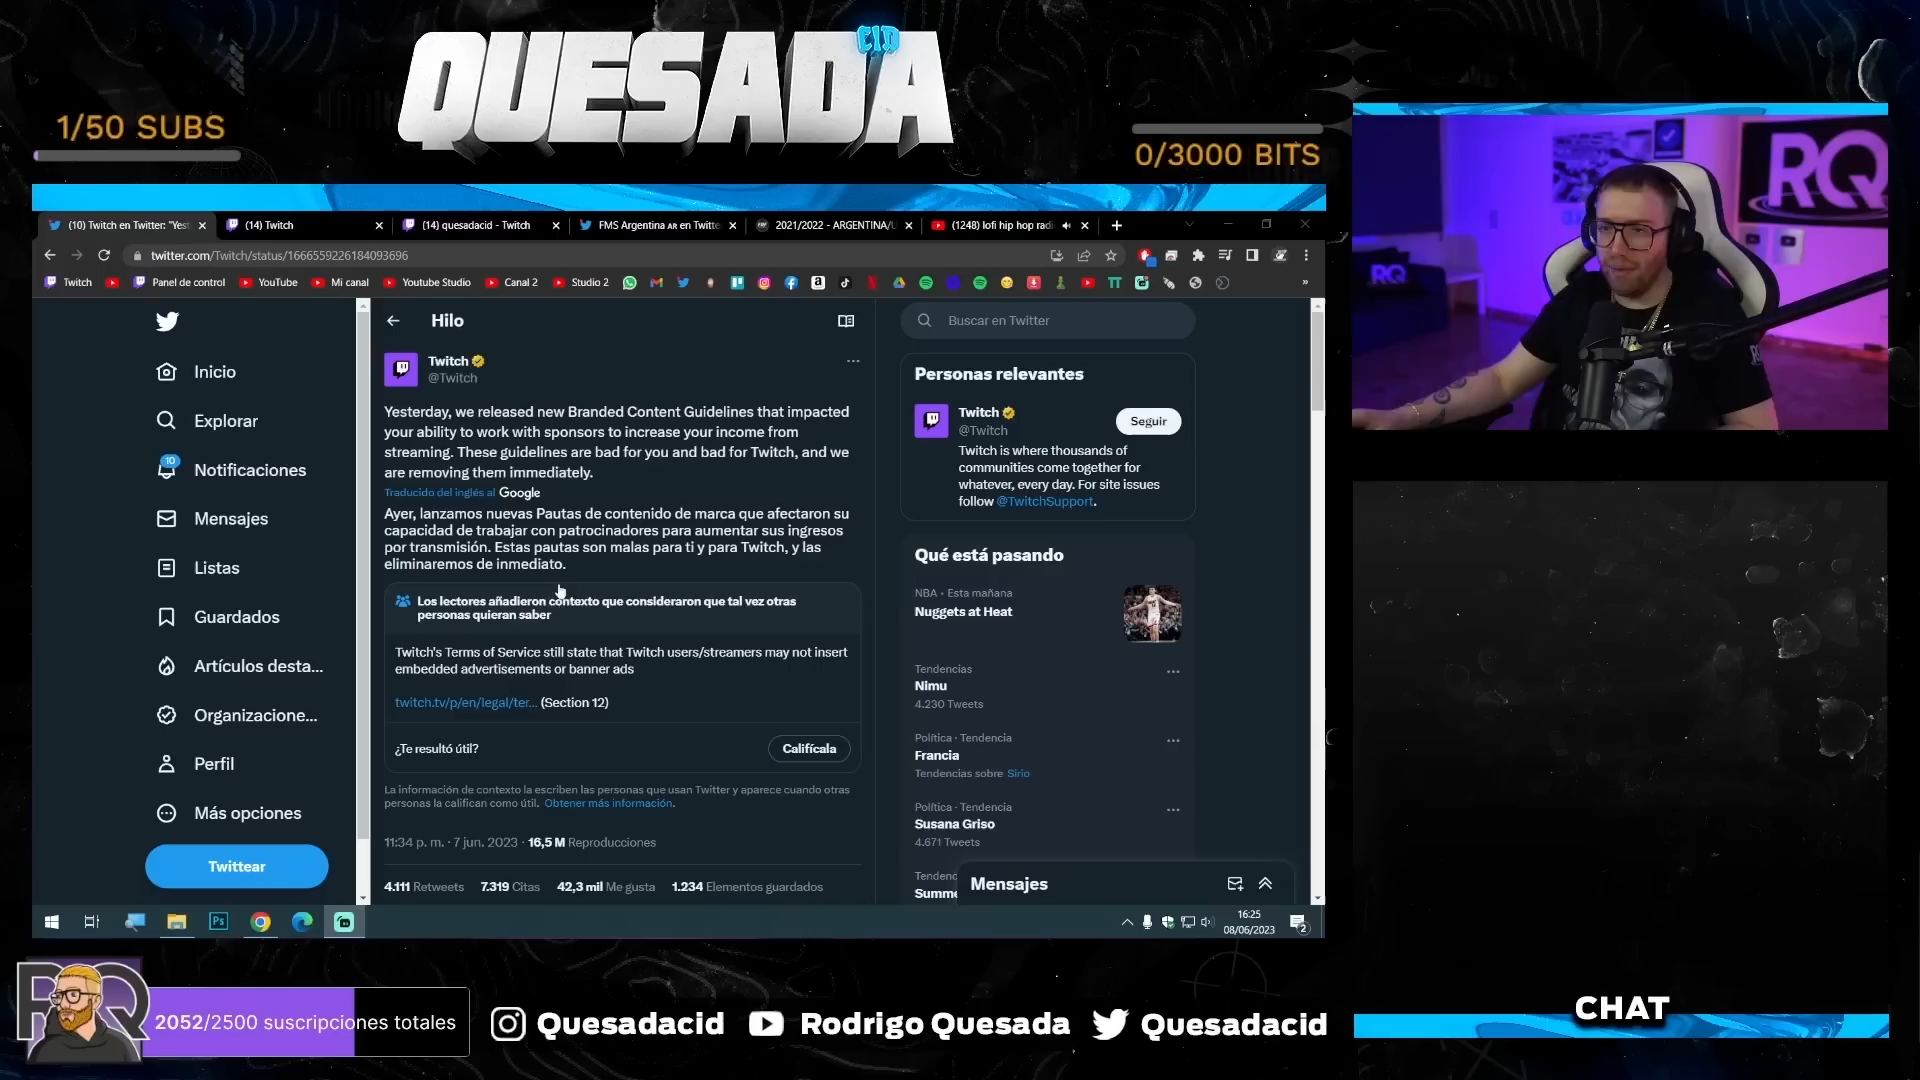 QUESADA
CID
1/50 SUBS
0/3000 BITS
(10) Twitch en Twitter: "Yest
(14) Twitch
(14) quesadacid - Twitch
FMS Argentina AR en Twitte
2021/2022 - ARGENTINA/U
(1248) lofi hip hop radi
twitter.com/Twitch/status/1666559226184093696
Twitch
Panel de control
YouTube
Mi canal
Youtube Studio
Canal 2
Studio 2
Inicio
Explorar
10
Notificaciones
Mensajes
Listas
Guardados
Artículos desta...
Organizacione...
Perfil
Más opciones
Twittear
Hilo
Twitch
@Twitch
Yesterday, we released new Branded Content Guidelines that impacted
your ability to work with sponsors to increase your income from
streaming. These guidelines are bad for you and bad for Twitch, and we
are removing them immediately.
Traducido del inglés al Google
Ayer, lanzamos nuevas Pautas de contenido de marca que afectaron su
capacidad de trabajar con patrocinadores para aumentar sus ingresos
por transmisión. Estas pautas son malas para ti y para Twitch, y las
eliminaremos de inmediato.
Los lectores añadieron contexto que consideraron que tal vez otras
personas quieran saber
Twitch's Terms of Service still state that Twitch users/streamers may not insert
embedded advertisements or banner ads
twitch.tv/p/en/legal/ter... (Section 12)
¿Te resultó útil?
Califícala
La información de contexto la escriben las personas que usan Twitter y aparece cuando otras
personas la califican como útil. Obtener más información.
11:34 p. m. · 7 jun. 2023 · 16,5 M Reproducciones
4.111 Retweets 7.319 Citas 42,3 mil Me gusta 1.234 Elementos guardados
Buscar en Twitter
Personas relevantes
Twitch
@Twitch
Seguir
Twitch is where thousands of
communities come together for
whatever, every day. For site issues
follow @TwitchSupport.
Qué está pasando
NBA · Esta mañana
Nuggets at Heat
Tendencias
Nimu
4.230 Tweets
Política · Tendencia
Francia
Tendencias sobre Sirio
Política · Tendencia
Susana Griso
4.671 Tweets
Tendenc
Summe
Mensajes
Ps
16:25
08/06/2023
2
RQ
RQ
RQ
2052/2500 suscripciones totales
Quesadacid
Rodrigo Quesada
Quesadacid
CHAT